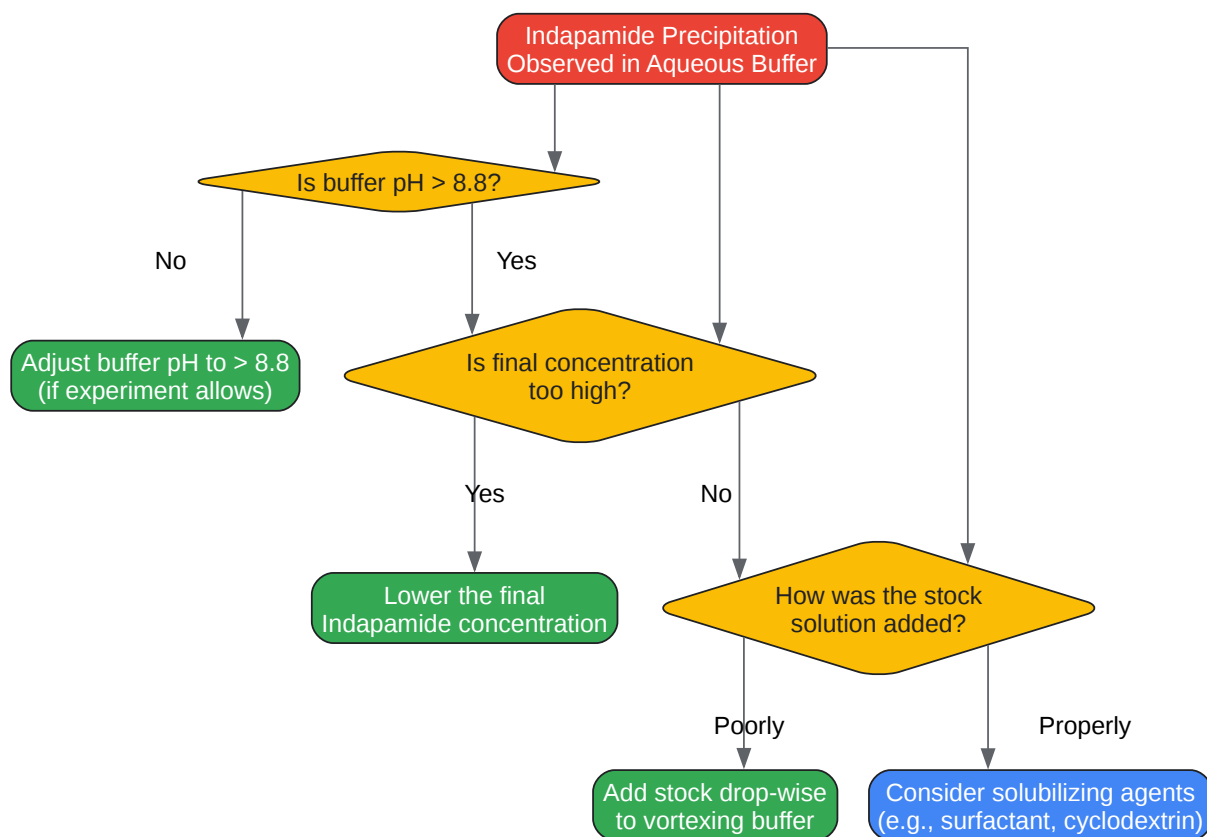 Indapamide Precipitation
Observed in Aqueous Buffer
Is buffer pH > 8.8?
No
Yes
Adjust buffer pH to > 8.8
(if experiment allows)
Is final concentration
too high?
Yes
No
Lower the final
Indapamide concentration
How was the stock
solution added?
Poorly
Properly
Add stock drop-wise
to vortexing buffer
Consider solubilizing agents
(e.g., surfactant, cyclodextrin)